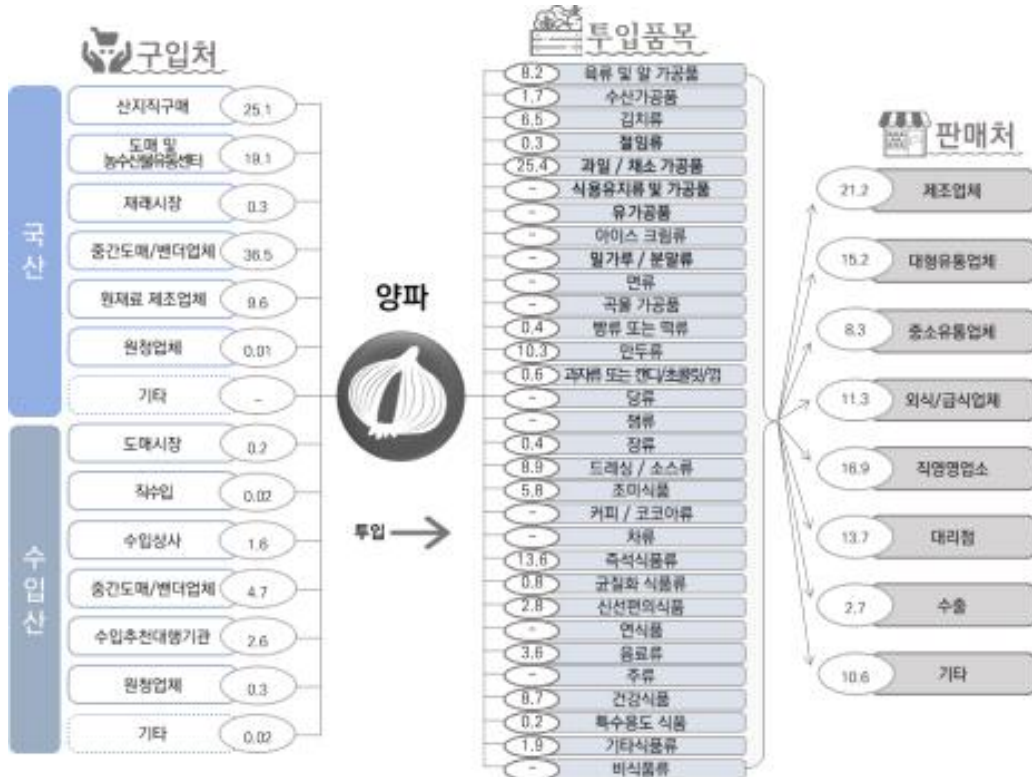 구입처
국산
산지직구매 25.1
도매 및
농수산물유통센터 19.1
재래시장 0.3
중간도매/밴더업체 36.5
원재료 제조업체 9.6
원청업체 0.01
기타 -
수입산
도매시장 0.2
직수입 0.02
수입상사 1.6
중간도매/밴더업체 4.7
수입추천대행기관 2.6
원청업체 0.3
기타 0.02
양파
투입
투입품목
8.2 육류 및 알 가공품
1.7 수산가공품
6.5 김치류
0.3 절임류
25.4 과일 / 채소 가공품
- 식용유지류 및 가공품
- 유가공품
- 아이스 크림류
- 밀가루 / 분말류
- 면류
- 곡물 가공품
0.4 빵류 또는 떡류
10.3 만두류
0.6 과자류 또는 캔디/초콜릿/껌
- 당류
- 잼류
0.4 장류
8.9 드레싱 / 소스류
5.8 조미식품
- 커피 / 코코아류
- 차류
13.6 즉석식품류
0.8 균질화 식품류
2.8 신선편의식품
- 연식품
3.6 음료류
- 주류
8.7 건강식품
0.2 특수용도 식품
1.9 기타식품류
- 비식품류
판매처
21.2 제조업체
15.2 대형유통업체
8.3 중소유통업체
11.3 외식/급식업체
16.9 직영영업소
13.7 대리점
2.7 수출
10.6 기타